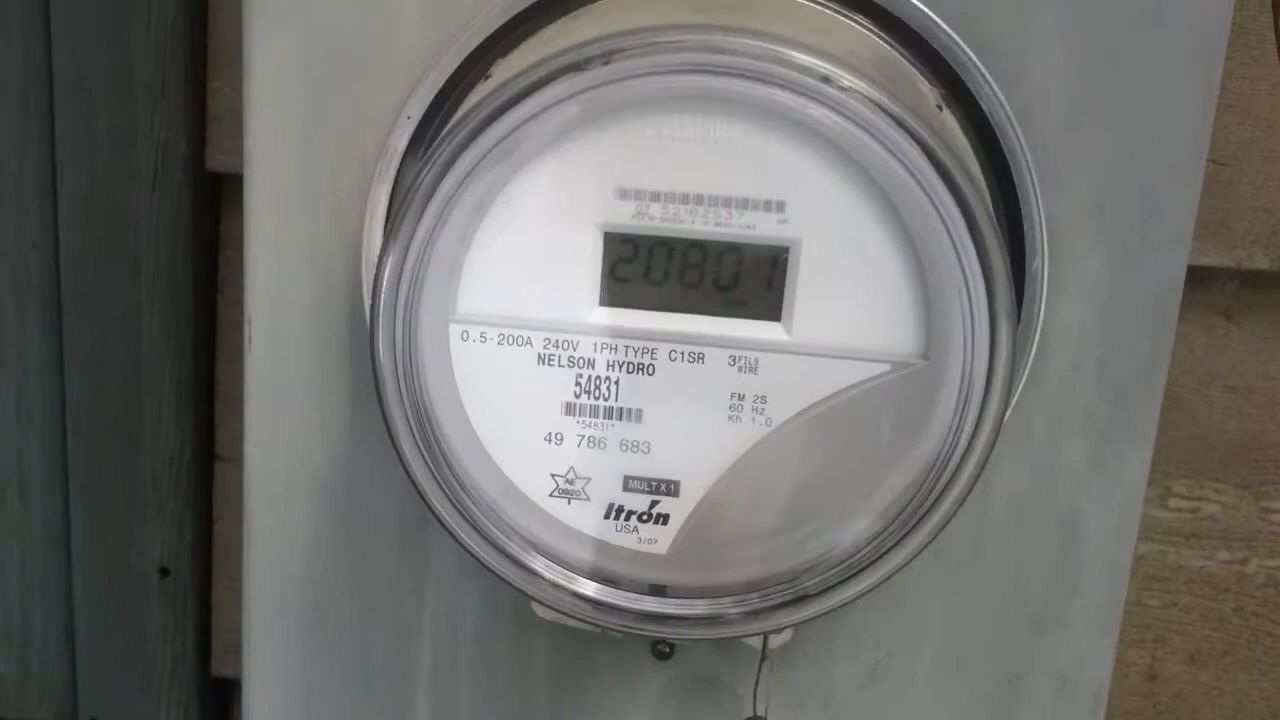 52162537
20801
0.5-200A 240V 1PH TYPE C1SR
3 FILS
WIRE
NELSON HYDRO
54831
*54831*
49 786 683
FM 2S
60 Hz
Kh 1.0
AE
0920
MULT X 1
Itron
USA
3/07